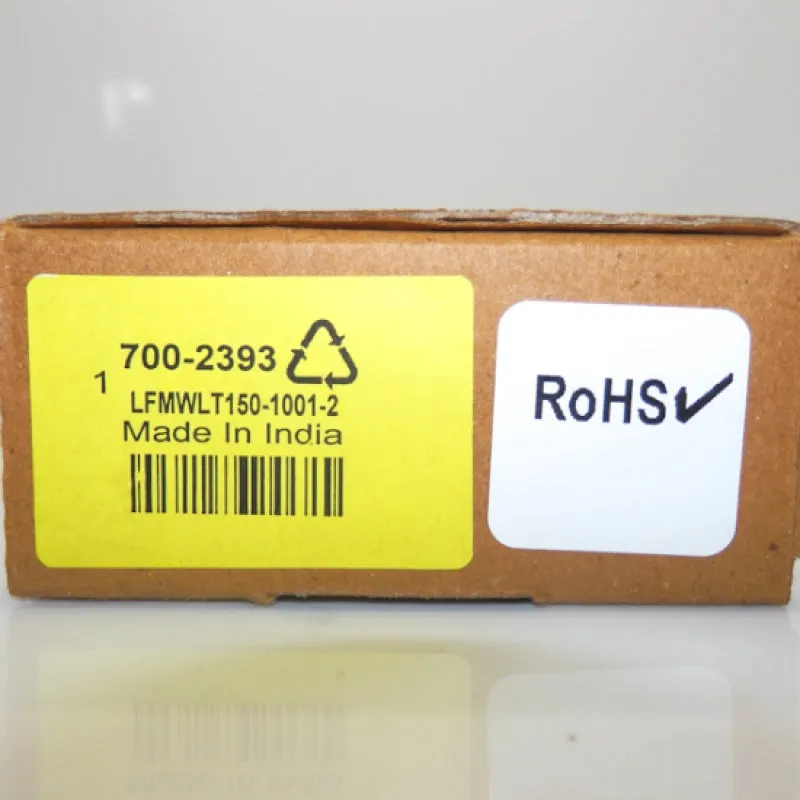 700-2393
1
LFMWLT150-1001-2
Made In India
RoHS✓